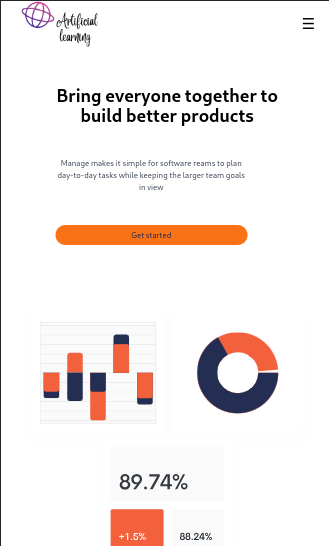 Artificial
learning
☰
Bring everyone together to
build better products
Manage makes it simple for software reams to plan
day-to-day tasks while keeping the larger team goals
in view
Get started
89.74%
+1.5%
88.24%